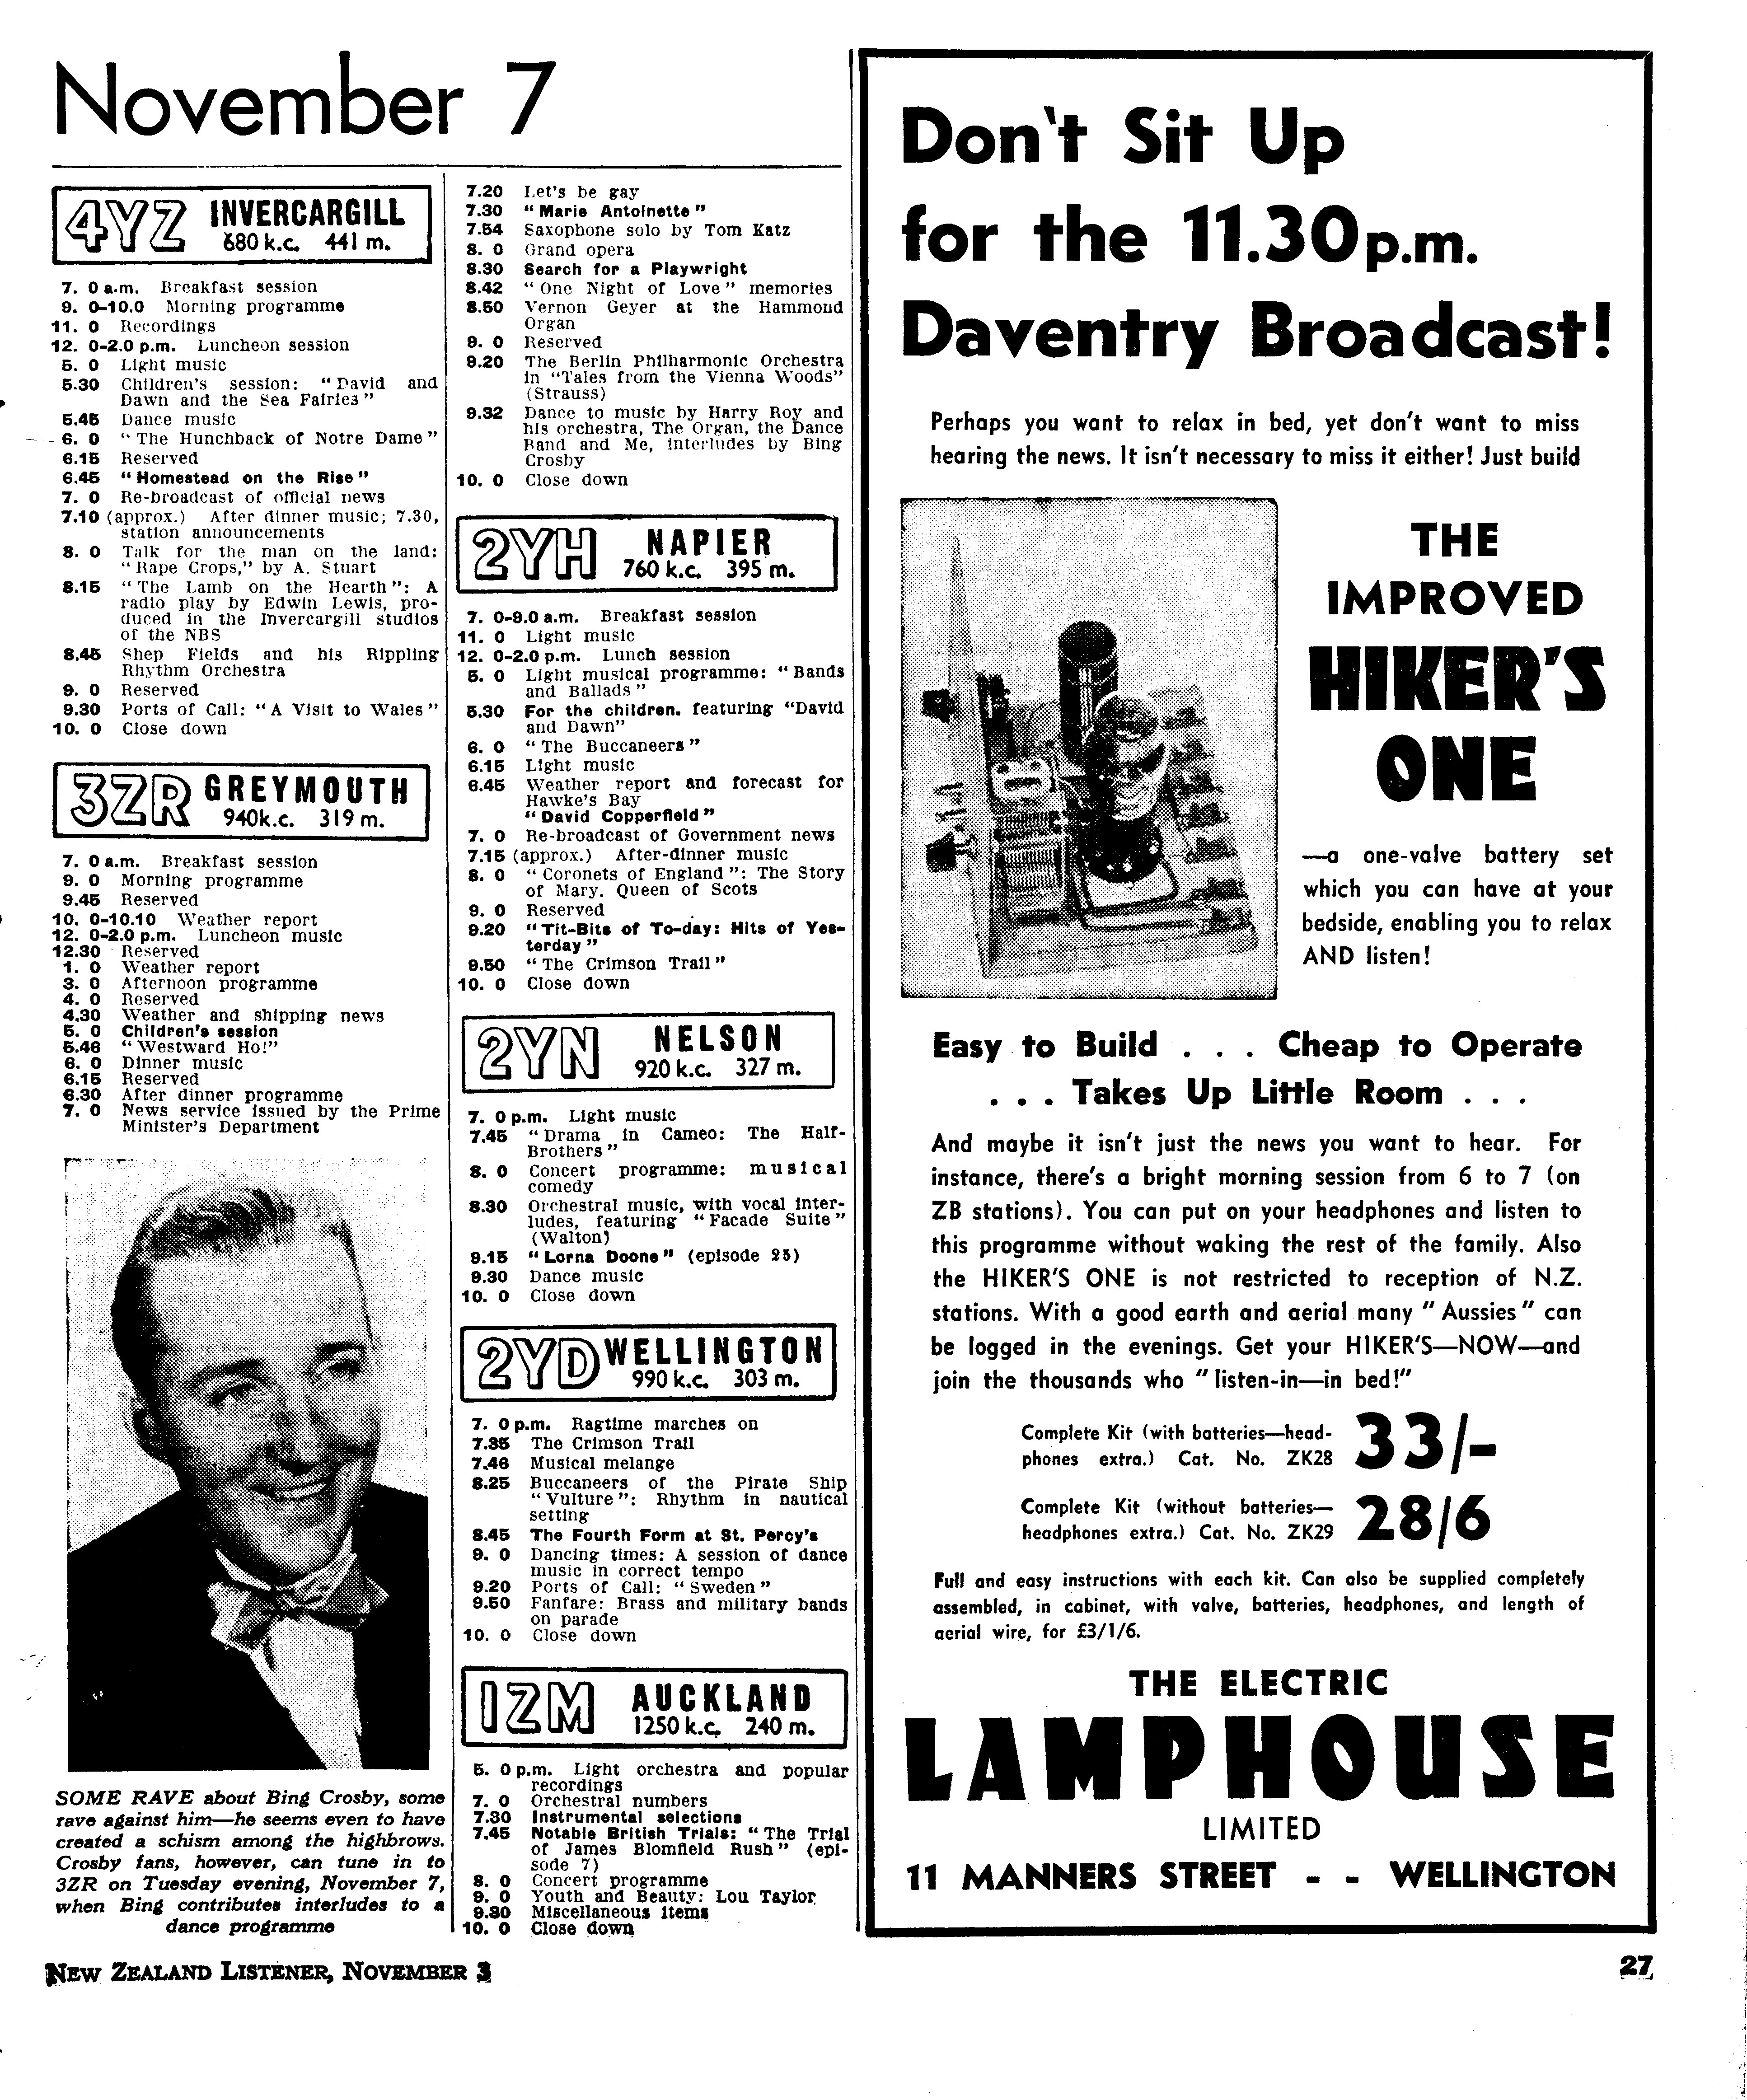 November 7
4YZ INVERCARGILL
680 k.c. 441 m.
7. 0 a.m. Breakfast session
9. 0-10.0 Morning programme
11. 0 Recordings
12. 0-2.0 p.m. Luncheon session
5. 0 Light music
5.30 Children's session: "David and
Dawn and the Sea Fairies"
5.45 Dance music
6. 0 "The Hunchback of Notre Dame"
6.15 Reserved
6.45 "Homestead on the Rise"
7. 0 Re-broadcast of official news
7.10 (approx.) After dinner music; 7.30,
station announcements
8. 0 Talk for the man on the land:
"Rape Crops," by A. Stuart
8.15 "The Lamb on the Hearth": A
radio play by Edwin Lewis, pro-
duced in the Invercargill studios
of the NBS
8.45 Shep Fields and his Rippling
Rhythm Orchestra
9. 0 Reserved
9.30 Ports of Call: "A Visit to Wales"
10. 0 Close down
3ZR GREYMOUTH
940k.c. 319 m.
7. 0 a.m. Breakfast session
9. 0 Morning programme
9.45 Reserved
10. 0-10.10 Weather report
12. 0-2.0 p.m. Luncheon music
12.30 Reserved
1. 0 Weather report
3. 0 Afternoon programme
4. 0 Reserved
4.30 Weather and shipping news
5. 0 Children's session
5.46 "Westward Ho!"
6. 0 Dinner music
6.15 Reserved
6.30 After dinner programme
7. 0 News service issued by the Prime
Minister's Department
SOME RAVE about Bing Crosby, some
rave against him—he seems even to have
created a schism among the highbrows.
Crosby fans, however, can tune in to
3ZR on Tuesday evening, November 7,
when Bing contributes interludes to a
dance programme
7.20 Let's be gay
7.30 "Marie Antoinette"
7.54 Saxophone solo by Tom Katz
8. 0 Grand opera
8.30 Search for a Playwright
8.42 "One Night of Love" memories
8.50 Vernon Geyer at the Hammond
Organ
9. 0 Reserved
9.20 The Berlin Philharmonic Orchestra
in "Tales from the Vienna Woods"
(Strauss)
9.32 Dance to music by Harry Roy and
his orchestra, The Organ, the Dance
Band and Me, interludes by Bing
Crosby
10. 0 Close down
2YH NAPIER
760 k.c. 395 m.
7. 0-9.0 a.m. Breakfast session
11. 0 Light music
12. 0-2.0 p.m. Lunch session
5. 0 Light musical programme: "Bands
and Ballads"
5.30 For the children. featuring "David
and Dawn"
6. 0 "The Buccaneers"
6.15 Light music
6.45 Weather report and forecast for
Hawke's Bay
"David Copperfield"
7. 0 Re-broadcast of Government news
7.15 (approx.) After-dinner music
8. 0 "Coronets of England": The Story
of Mary, Queen of Scots
9. 0 Reserved
9.20 "Tit-Bits of To-day: Hits of Yes-
terday"
9.50 "The Crimson Trail"
10. 0 Close down
2YN NELSON
920 k.c. 327 m.
7. 0 p.m. Light music
7.45 "Drama in Cameo: The Half-
Brothers"
8. 0 Concert programme: musical
comedy
8.30 Orchestral music, with vocal inter-
ludes, featuring "Facade Suite"
(Walton)
9.15 "Lorna Doone" (episode 25)
9.30 Dance music
10. 0 Close down
2YD WELLINGTON
990 k.c. 303 m.
7. 0 p.m. Ragtime marches on
7.35 The Crimson Trail
7.46 Musical melange
8.25 Buccaneers of the Pirate Ship
"Vulture": Rhythm in nautical
setting
8.45 The Fourth Form at St. Percy's
9. 0 Dancing times: A session of dance
music in correct tempo
9.20 Ports of Call: "Sweden"
9.50 Fanfare: Brass and military bands
on parade
10. 0 Close down
1ZM AUCKLAND
1250 k.c. 240 m.
5. 0 p.m. Light orchestra and popular
recordings
7. 0 Orchestral numbers
7.30 Instrumental selections
7.45 Notable British Trials: "The Trial
of James Blomfield Rush" (epi-
sode 7)
8. 0 Concert programme
9. 0 Youth and Beauty: Lou Taylor
9.30 Miscellaneous items
10. 0 Close down
Don't Sit Up
for the 11.30p.m.
Daventry Broadcast!
Perhaps you want to relax in bed, yet don't want to miss
hearing the news. It isn't necessary to miss it either! Just build
THE
IMPROVED
HIKER'S
ONE
—a one-valve battery set
which you can have at your
bedside, enabling you to relax
AND listen!
Easy to Build . . . Cheap to Operate
. . . Takes Up Little Room . . .
And maybe it isn't just the news you want to hear. For
instance, there's a bright morning session from 6 to 7 (on
ZB stations). You can put on your headphones and listen to
this programme without waking the rest of the family. Also
the HIKER'S ONE is not restricted to reception of N.Z.
stations. With a good earth and aerial many "Aussies" can
be logged in the evenings. Get your HIKER'S—NOW—and
join the thousands who "listen-in—in bed!"
Complete Kit (with batteries—head-
phones extra.) Cat. No. ZK28 33/-
Complete Kit (without batteries—
headphones extra.) Cat. No. ZK29 28/6
Full and easy instructions with each kit. Can also be supplied completely
assembled, in cabinet, with valve, batteries, headphones, and length of
aerial wire, for £3/1/6.
THE ELECTRIC
LAMPHOUSE
LIMITED
11 MANNERS STREET - - WELLINGTON
NEW ZEALAND LISTENER, NOVEMBER 3
27